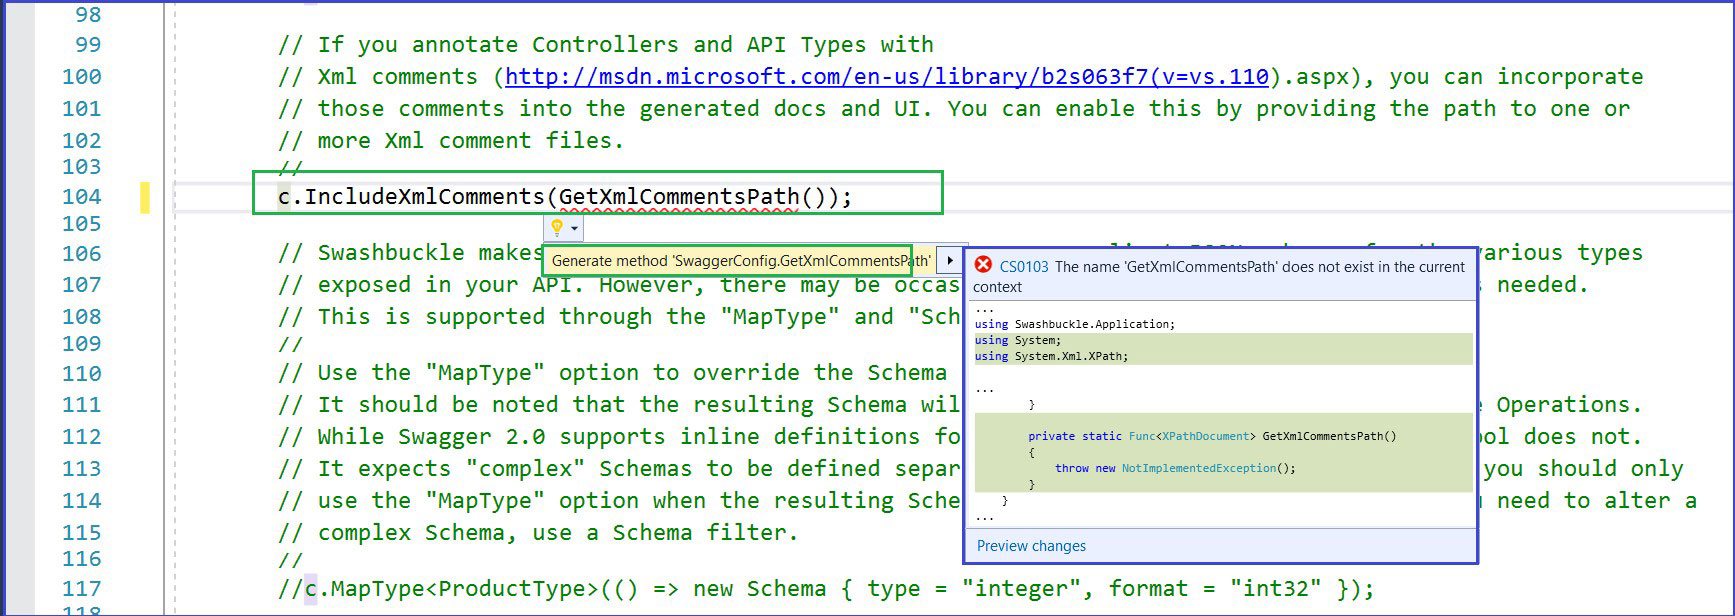 98
99 // If you annotate Controllers and API Types with
100 // Xml comments (http://msdn.microsoft.com/en-us/library/b2s063f7(v=vs.110).aspx), you can incorporate
101 // those comments into the generated docs and UI. You can enable this by providing the path to one or
102 // more Xml comment files.
103 //
104 c.IncludeXmlComments(GetXmlCommentsPath());
105
106 // Swashbuckle makes various types
Generate method 'SwaggerConfig.GetXmlCommentsPath'
107 // exposed in your API. However, there may be occas needed.
108 // This is supported through the "MapType" and "Sch
109 //
110 // Use the "MapType" option to override the Schema
111 // It should be noted that the resulting Schema wil Operations.
112 // While Swagger 2.0 supports inline definitions fo ol does not.
113 // It expects "complex" Schemas to be defined separ you should only
114 // use the "MapType" option when the resulting Sche need to alter a
115 // complex Schema, use a Schema filter.
116 //
117 //c.MapType<ProductType>(() => new Schema { type = "integer", format = "int32" });
118
CS0103 The name 'GetXmlCommentsPath' does not exist in the current
context
...
using Swashbuckle.Application;
using System;
using System.Xml.XPath;
...
}
private static Func<XPathDocument> GetXmlCommentsPath()
{
throw new NotImplementedException();
}
}
...
Preview changes